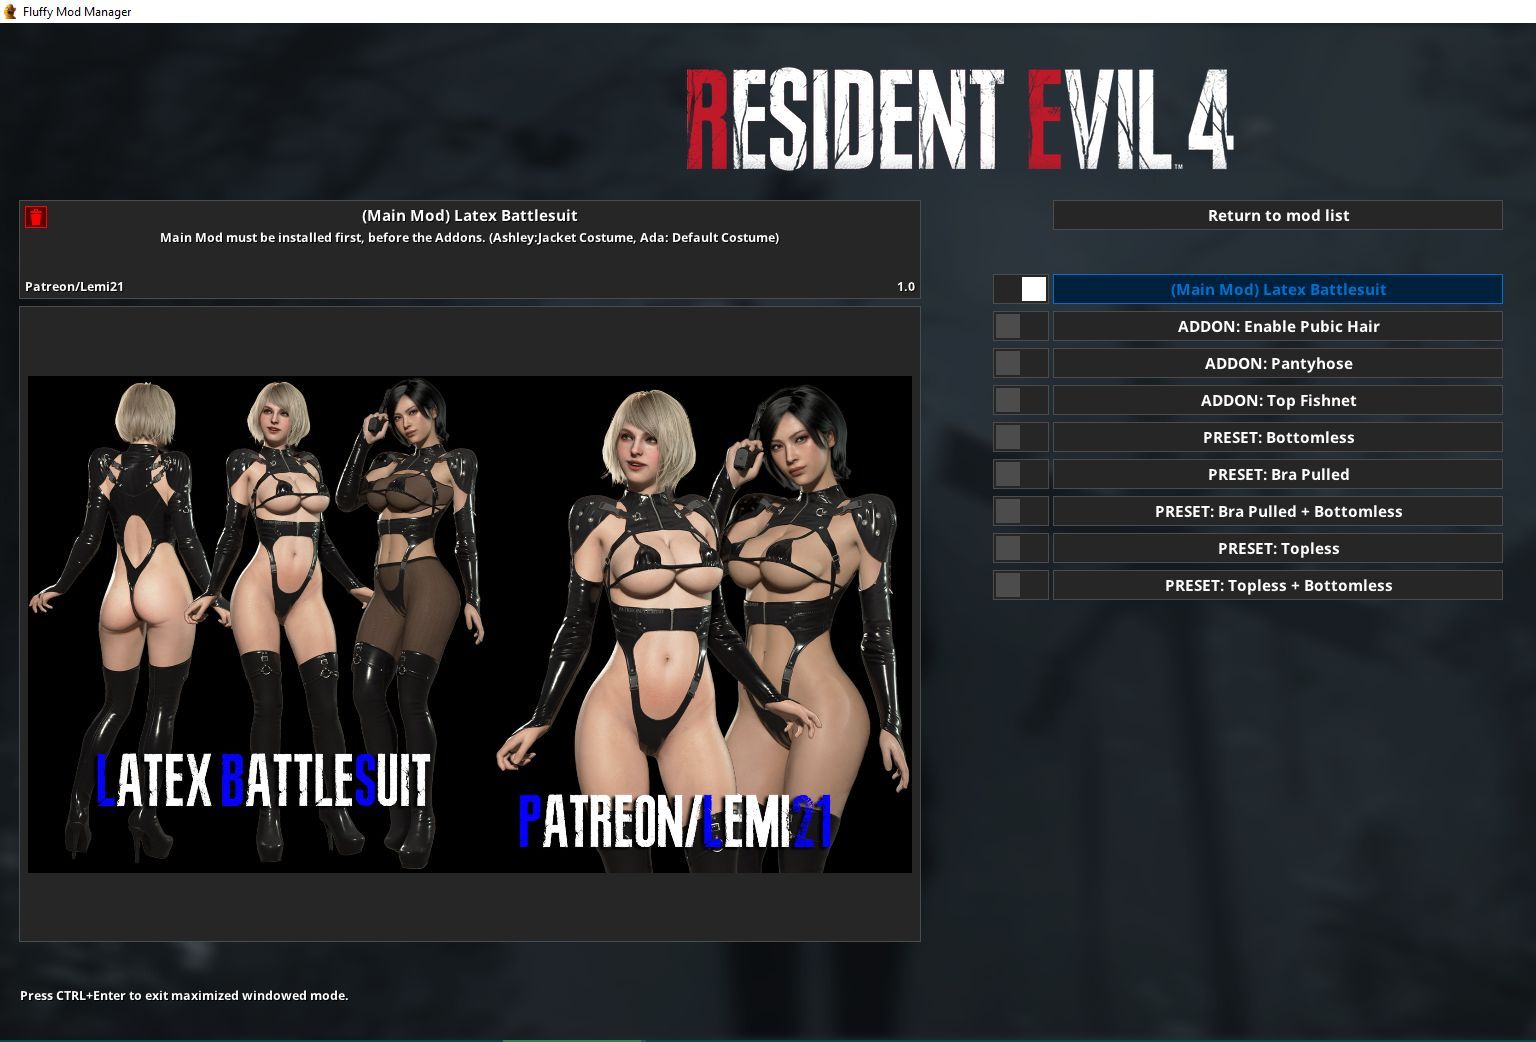 Fluffy Mod Manager
RESIDENT EVIL 4™
(Main Mod) Latex Battlesuit
Main Mod must be installed first, before the Addons. (Ashley:Jacket Costume, Ada: Default Costume)
Patreon/Lemi21
1.0
LATEX BATTLESUIT
PATREON/LEMI21
Return to mod list
(Main Mod) Latex Battlesuit
ADDON: Enable Pubic Hair
ADDON: Pantyhose
ADDON: Top Fishnet
PRESET: Bottomless
PRESET: Bra Pulled
PRESET: Bra Pulled + Bottomless
PRESET: Topless
PRESET: Topless + Bottomless
Press CTRL+Enter to exit maximized windowed mode.